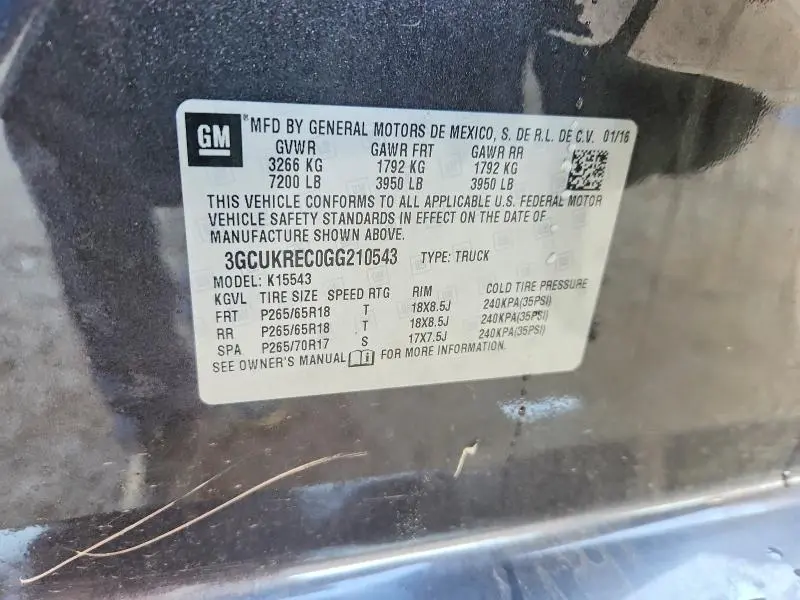 GM
MFD BY GENERAL MOTORS DE MEXICO, S. DE R.L. DE C.V. 01/16
GVWR GAWR FRT GAWR RR
3266 KG 1792 KG 1792 KG
7200 LB 3950 LB 3950 LB
THIS VEHICLE CONFORMS TO ALL APPLICABLE U.S. FEDERAL MOTOR
VEHICLE SAFETY STANDARDS IN EFFECT ON THE DATE OF
MANUFACTURE SHOWN ABOVE.
3GCUKREC0GG210543 TYPE: TRUCK
MODEL: K15543
KGVL TIRE SIZE SPEED RTG RIM COLD TIRE PRESSURE
FRT P265/65R18 T 18X8.5J 240KPA(35PSI)
RR P265/65R18 T 18X8.5J 240KPA(35PSI)
SPA P265/70R17 S 17X7.5J 240KPA(35PSI)
SEE OWNER'S MANUAL FOR MORE INFORMATION.